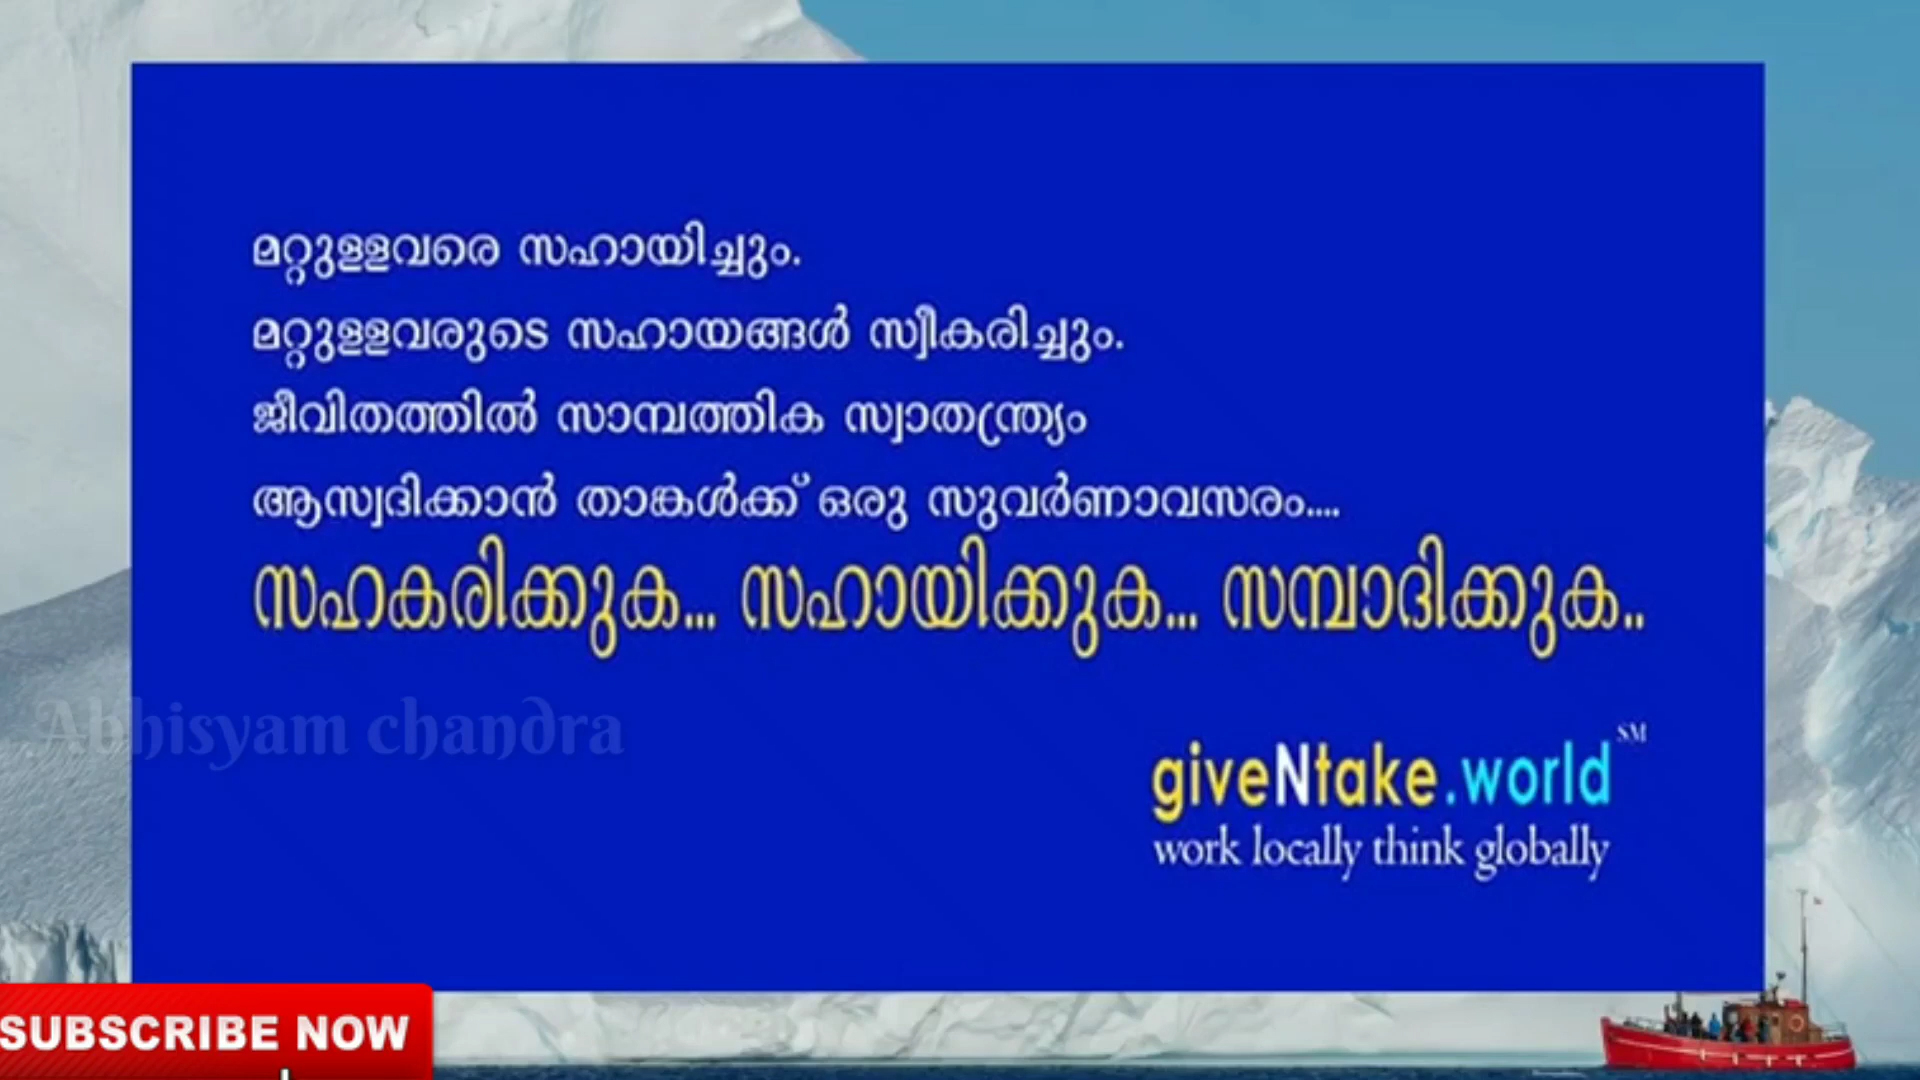 മറ്റുള്ളവരെ സഹായിച്ചും.
മറ്റുള്ളവരുടെ സഹായങ്ങൾ സ്വീകരിച്ചും.
ജീവിതത്തിൽ സാമ്പത്തിക സ്വാതന്ത്ര്യം
ആസ്വദിക്കാൻ താങ്കൾക്ക് ഒരു സുവർണാവസരം....
സഹകരിക്കുക... സഹായിക്കുക... സമ്പാദിക്കുക..
Abhisyam chandra
giveNtake.world SM
work locally think globally
SUBSCRIBE NOW